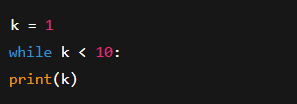 k = 1
while k < 10:
print(k)